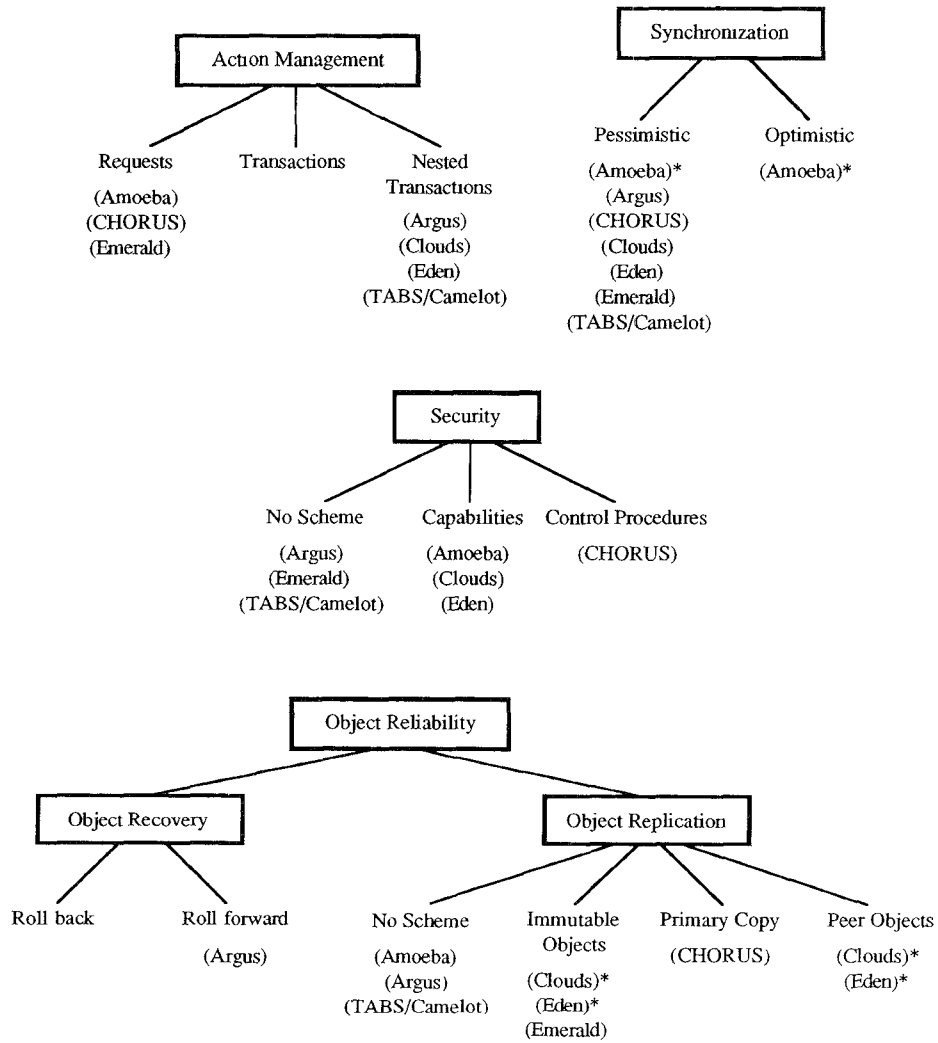 Action Management
Synchronization
Requests
(Amoeba)
(CHORUS)
(Emerald)
Transactions
Nested
Transactions
(Argus)
(Clouds)
(Eden)
(TABS/Camelot)
Pessimistic
(Amoeba)*
(Argus)
(CHORUS)
(Clouds)
(Eden)
(Emerald)
(TABS/Camelot)
Optimistic
(Amoeba)*
Security
No Scheme
(Argus)
(Emerald)
(TABS/Camelot)
Capabilities
(Amoeba)
(Clouds)
(Eden)
Control Procedures
(CHORUS)
Object Reliability
Object Recovery
Object Replication
Roll back
Roll forward
(Argus)
No Scheme
(Amoeba)
(Argus)
(TABS/Camelot)
Immutable
Objects
(Clouds)*
(Eden)*
(Emerald)
Primary Copy
(CHORUS)
Peer Objects
(Clouds)*
(Eden)*